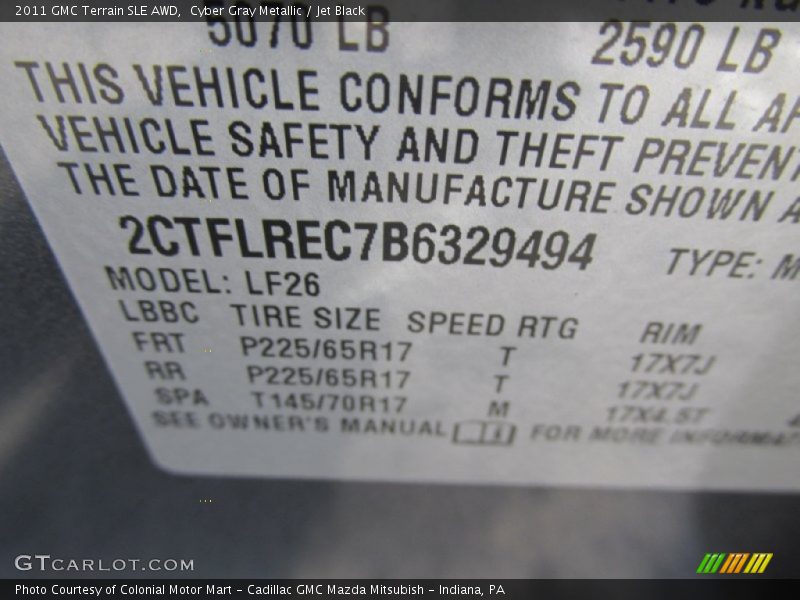 2011 GMC Terrain SLE AWD, Cyber Gray Metallic / Jet Black
5070 LB 2590 LB
THIS VEHICLE CONFORMS TO ALL
VEHICLE SAFETY AND THEFT PREVENT
THE DATE OF MANUFACTURE SHOWN A
2CTFLREC7B6329494 TYPE: M
MODEL: LF26
LBBC TIRE SIZE SPEED RTG RIM
FRT P225/65R17 T 17X7J
RR P225/65R17 T 17X7J
SPA T145/70R17 M 17X4.5T
SEE OWNER'S MANUAL FOR MORE INFORMAT
GTCARLOT.COM
Photo Courtesy of Colonial Motor Mart - Cadillac GMC Mazda Mitsubish - Indiana, PA